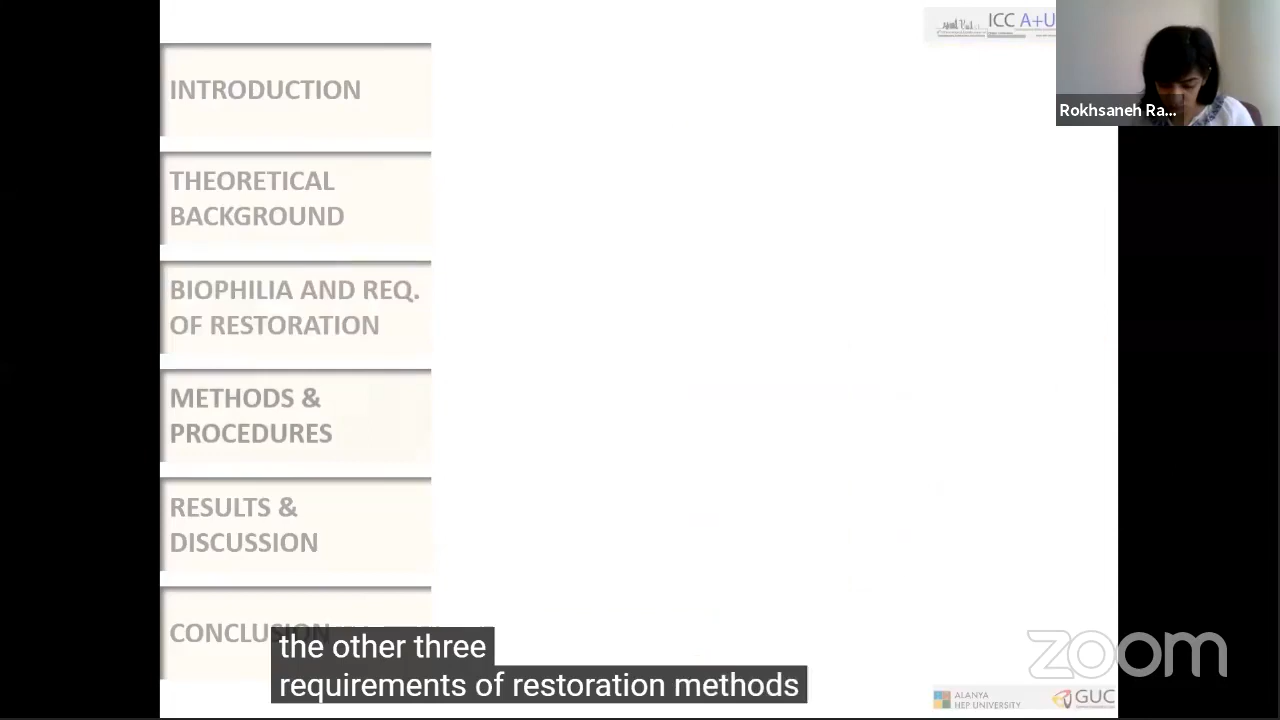 ICC A+U
Rokhsaneh Ra...
INTRODUCTION
THEORETICAL
BACKGROUND
BIOPHILIA AND REQ.
OF RESTORATION
METHODS &
PROCEDURES
RESULTS &
DISCUSSION
CONCLUSION
the other three
requirements of restoration methods
zoom
ALANYA
HEP UNIVERSITY
GUC